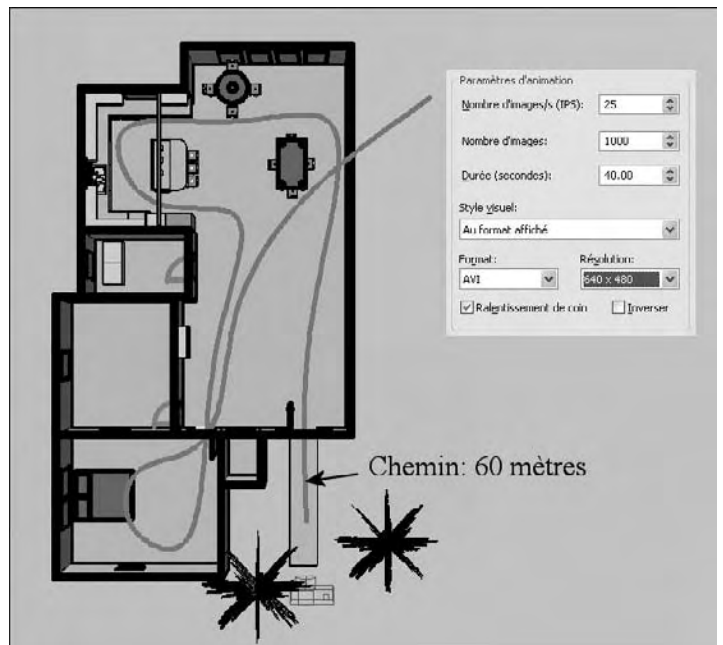 Paramètres d'animation
Nombre d'images/s (IPS): 25
Nombre d'images: 1000
Durée (secondes): 40.00
Style visuel:
Au format affiché
Format: Résolution:
AVI 640 x 480
Ralentissement de coin Inverser
Chemin: 60 mètres